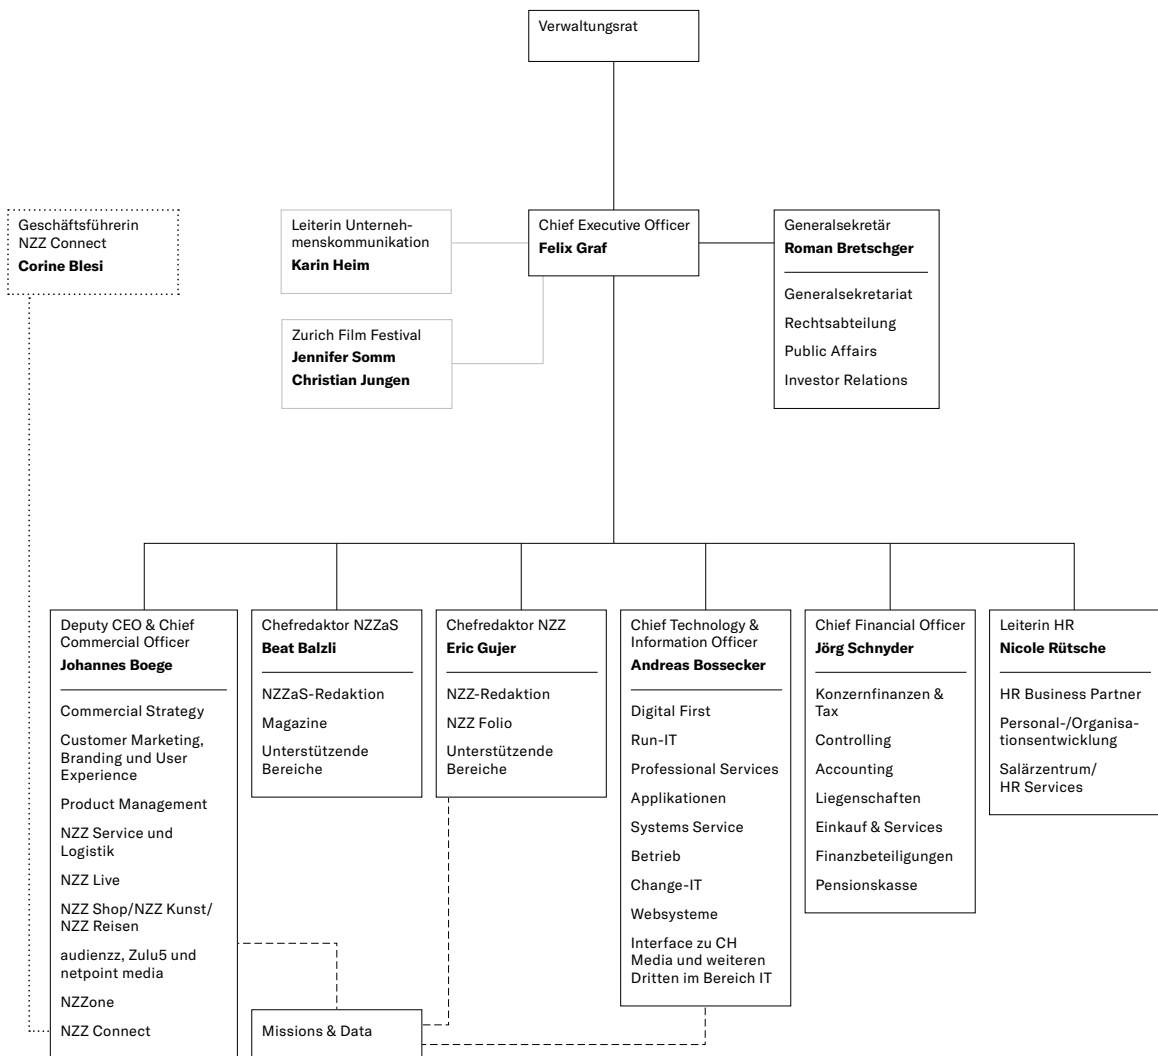 Verwaltungsrat
Geschäftsführerin
NZZ Connect
Corine Blesi
Leiterin Unterneh-
menskommunikation
Karin Heim
Chief Executive Officer
Felix Graf
Generalsekretär
Roman Bretschger
Generalsekretariat
Rechtsabteilung
Public Affairs
Investor Relations
Zurich Film Festival
Jennifer Somm
Christian Jungen
Deputy CEO & Chief
Commercial Officer
Johannes Boege
Commercial Strategy
Customer Marketing,
Branding und User
Experience
Product Management
NZZ Service und
Logistik
NZZ Live
NZZ Shop/NZZ Kunst/
NZZ Reisen
audienzz, Zulu5 und
netpoint media
NZZone
NZZ Connect
Chefredaktor NZZaS
Beat Balzli
NZZaS-Redaktion
Magazine
Unterstützende
Bereiche
Chefredaktor NZZ
Eric Gujer
NZZ-Redaktion
NZZ Folio
Unterstützende
Bereiche
Chief Technology &
Information Officer
Andreas Bossecker
Digital First
Run-IT
Professional Services
Applikationen
Systems Service
Betrieb
Change-IT
Websysteme
Interface zu CH
Media und weiteren
Dritten im Bereich IT
Chief Financial Officer
Jörg Schnyder
Konzernfinanzen &
Tax
Controlling
Accounting
Liegenschaften
Einkauf & Services
Finanzbeteiligungen
Pensionskasse
Leiterin HR
Nicole Rütsche
HR Business Partner
Personal-/Organisa-
tionsentwicklung
Salärzentrum/
HR Services
Missions & Data